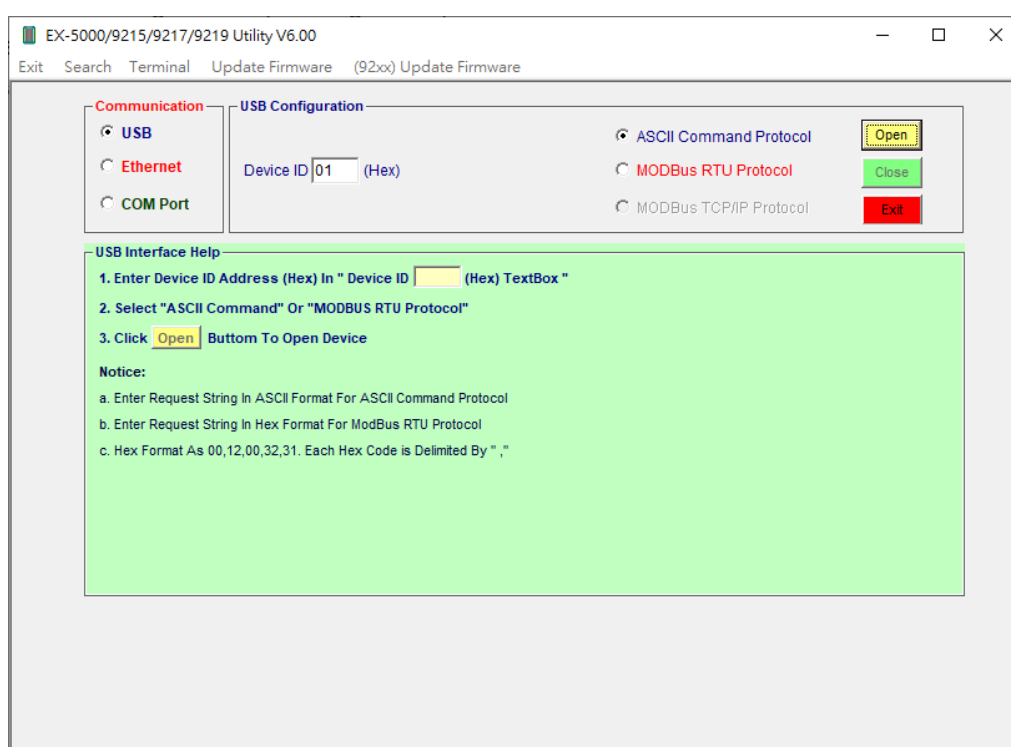 EX-5000/9215/9217/9219 Utility V6.00
Exit Search Terminal Update Firmware (92xx) Update Firmware
Communication
USB
Ethernet
COM Port
USB Configuration
Device ID 01 (Hex)
ASCII Command Protocol
MODBus RTU Protocol
MODBus TCP/IP Protocol
Open
Close
Exit
USB Interface Help
1. Enter Device ID Address (Hex) In " Device ID (Hex) TextBox "
2. Select "ASCII Command" Or "MODBUS RTU Protocol"
3. Click Open Buttom To Open Device
Notice:
a. Enter Request String In ASCII Format For ASCII Command Protocol
b. Enter Request String In Hex Format For ModBus RTU Protocol
c. Hex Format As 00,12,00,32,31. Each Hex Code is Delimited By " ,"